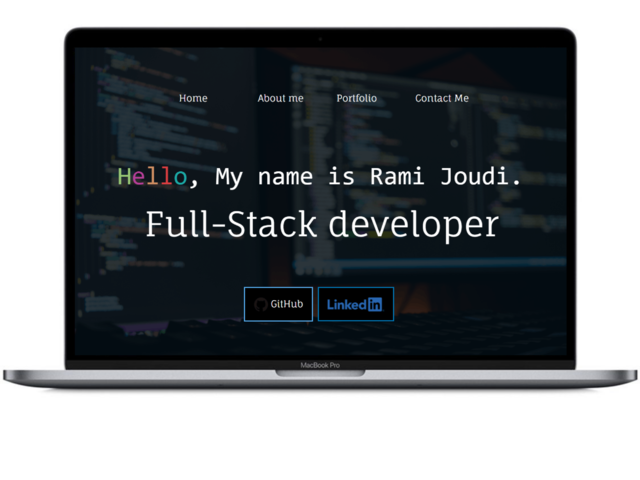 Home About me Portfolio Contact Me
Hello, My name is Rami Joudi.
Full-Stack developer
GitHub LinkedIn
MacBook Pro